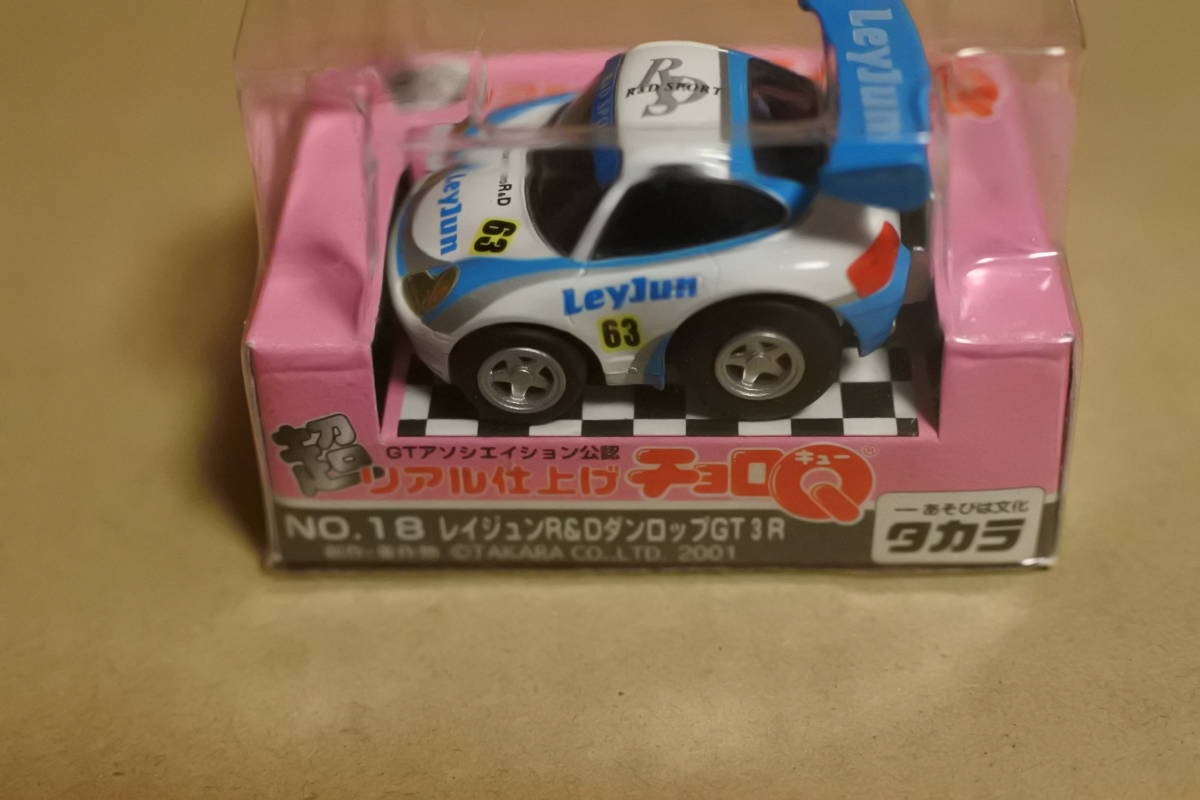 LeyJun
R&D SPORT
R&D
LeyJun
63
LeyJun
63
GTアソシエイション公認
超リアル仕上げ チョロQ
キュー
NO.18 レイジュンR&DダンロップGT3R
©TAKARA CO., LTD. 2001
ーあそびは文化
タカラ